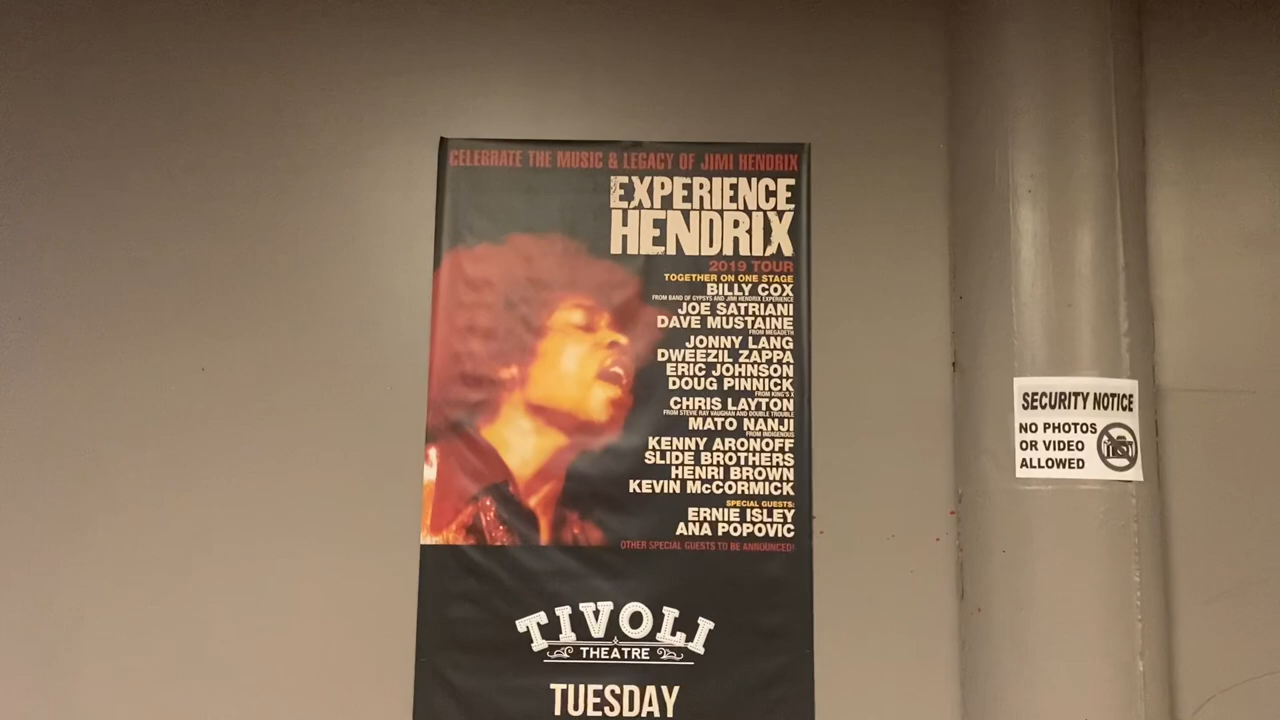 CELEBRATE THE MUSIC & LEGACY OF JIMI HENDRIX
EXPERIENCE
HENDRIX
2019 TOUR
TOGETHER ON ONE STAGE
BILLY COX
FROM BAND OF GYPSYS AND JIMI HENDRIX EXPERIENCE
JOE SATRIANI
DAVE MUSTAINE
FROM MEGADETH
JONNY LANG
DWEEZIL ZAPPA
ERIC JOHNSON
DOUG PINNICK
FROM KING'S X
CHRIS LAYTON
FROM STEVIE RAY VAUGHAN AND DOUBLE TROUBLE
MATO NANJI
FROM INDIGENOUS
KENNY ARONOFF
SLIDE BROTHERS
HENRI BROWN
KEVIN McCORMICK
SPECIAL GUESTS:
ERNIE ISLEY
ANA POPOVIC
OTHER SPECIAL GUESTS TO BE ANNOUNCED!
TIVOLI
THEATRE
TUESDAY
SECURITY NOTICE
NO PHOTOS
OR VIDEO
ALLOWED